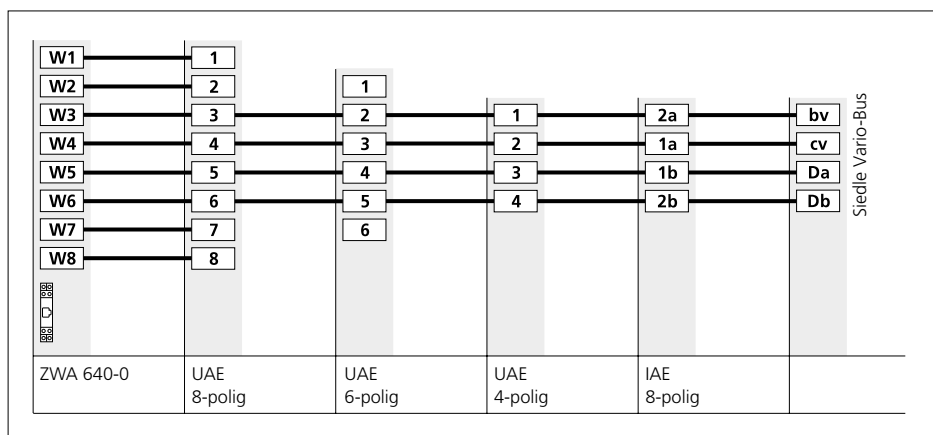 W1 1
W2 2 1
W3 3 2 1 2a bv
W4 4 3 2 1a cv
W5 5 4 3 1b Da
W6 6 5 4 2b Db
W7 7 6
W8 8
Siedle Vario-Bus
ZWA 640-0 UAE UAE UAE IAE
8-polig 6-polig 4-polig 8-polig